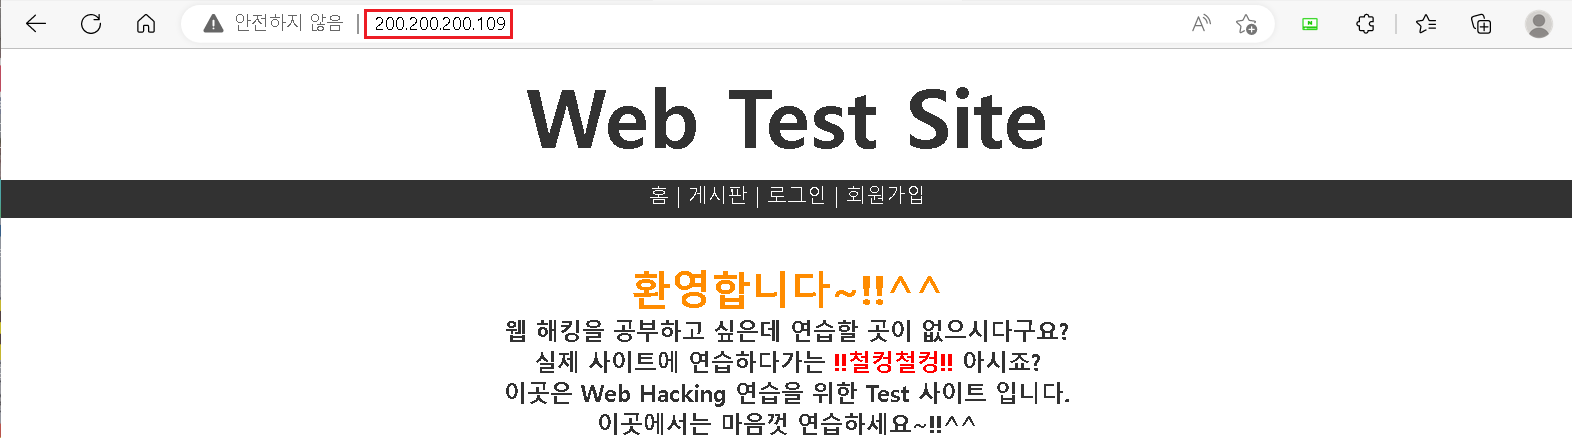 안전하지 않음 | 200.200.200.109
Web Test Site
홈 | 게시판 | 로그인 | 회원가입
환영합니다~!!^^
웹 해킹을 공부하고 싶은데 연습할 곳이 없으시다구요?
실제 사이트에 연습하다가는 !!철컹철컹!! 아시죠?
이곳은 Web Hacking 연습을 위한 Test 사이트 입니다.
이곳에서는 마음껏 연습하세요~!!^^